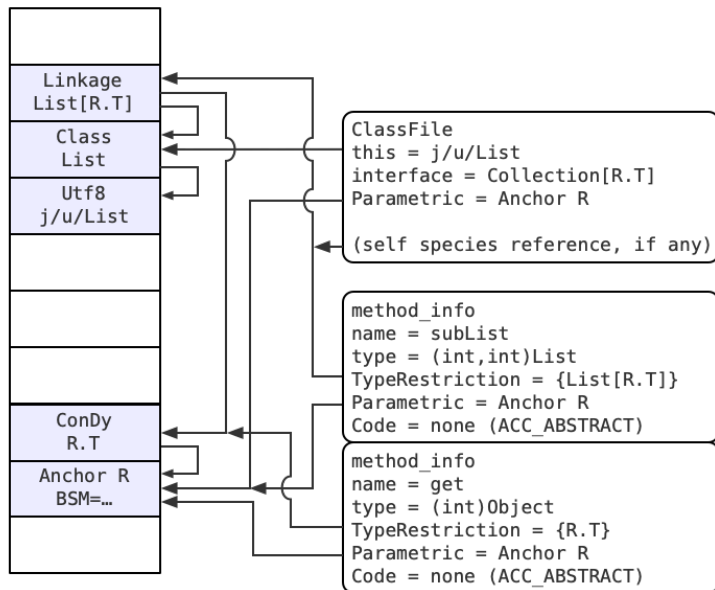 Linkage
List[R.T]
Class
List
Utf8
j/u/List
ConDy
R.T
Anchor R
BSM=…
ClassFile
this = j/u/List
interface = Collection[R.T]
Parametric = Anchor R
(self species reference, if any)
method_info
name = subList
type = (int,int)List
TypeRestriction = {List[R.T]}
Parametric = Anchor R
Code = none (ACC_ABSTRACT)
method_info
name = get
type = (int)Object
TypeRestriction = {R.T}
Parametric = Anchor R
Code = none (ACC_ABSTRACT)